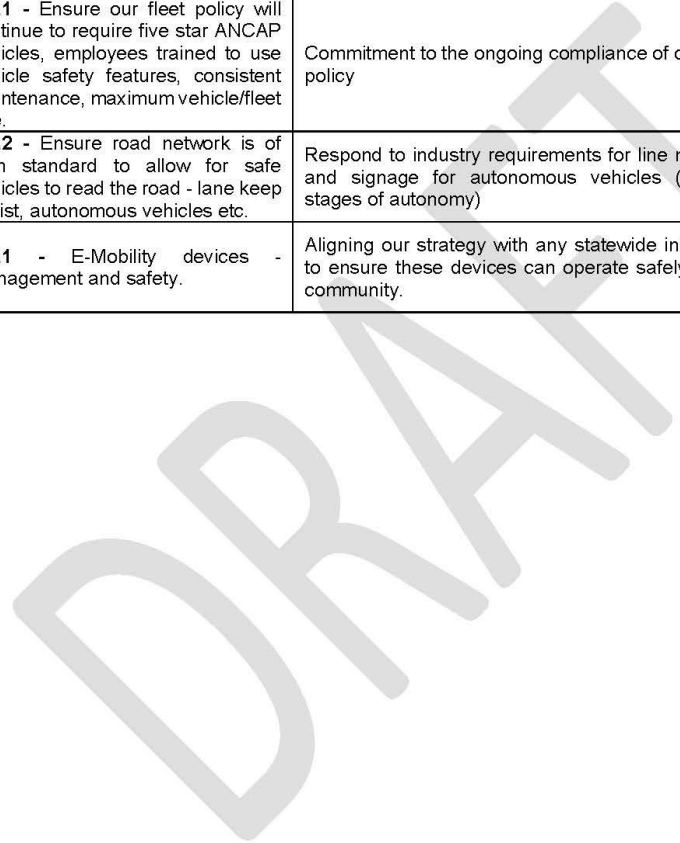 .1 - Ensure our fleet policy will
tinue to require five star ANCAP
icles, employees trained to use
icle safety features, consistent
ntenance, maximum vehicle/fleet
e.
Commitment to the ongoing compliance of o
policy
.2 - Ensure road network is of
h standard to allow for safe
icles to read the road - lane keep
ist, autonomous vehicles etc.
Respond to industry requirements for line m
and signage for autonomous vehicles (
stages of autonomy)
.1 - E-Mobility devices -
nagement and safety.
Aligning our strategy with any statewide in
to ensure these devices can operate safely
community.
DRAFT